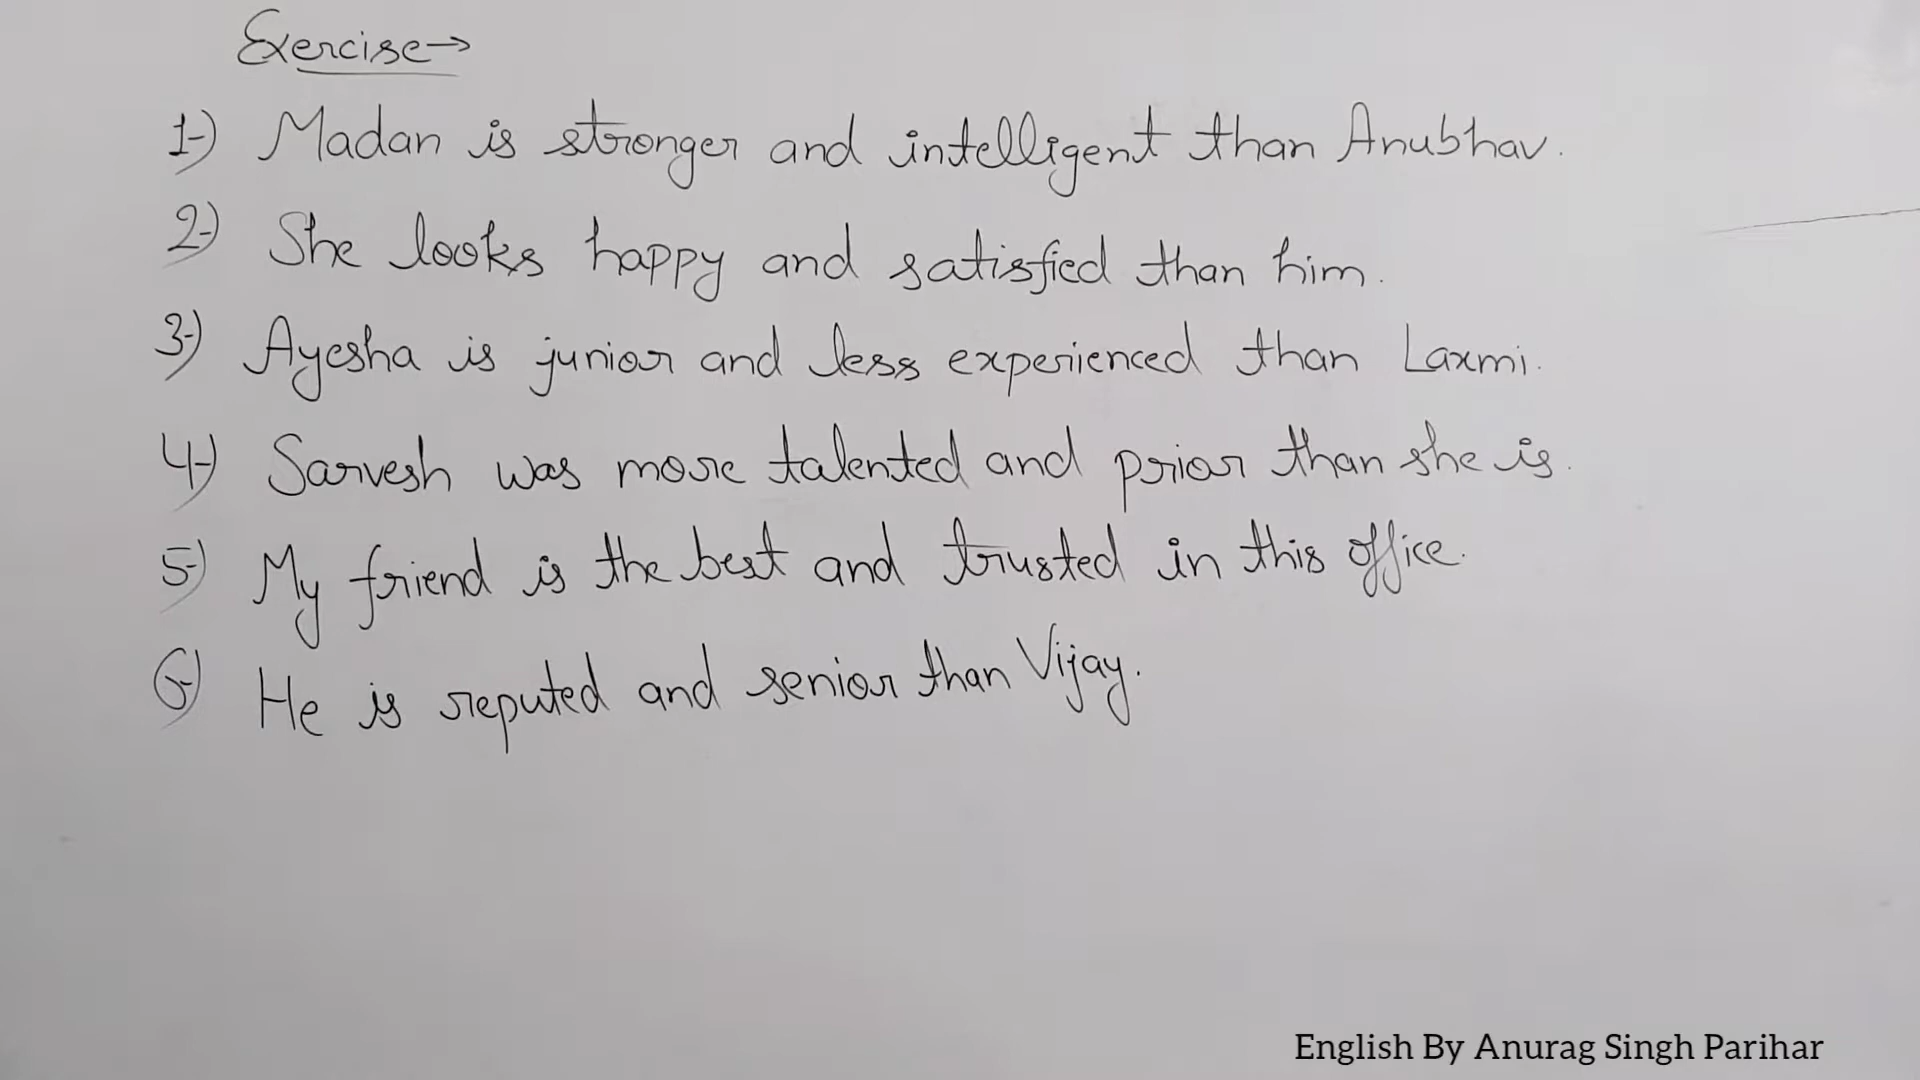 Exercise→
1-) Madan is stronger and intelligent than Anubhav.
2-) She looks happy and satisfied than him.
3-) Ayesha is junior and less experienced than Laxmi.
4-) Sarvesh was more talented and prior than she is.
5-) My friend is the best and trusted in this office.
6-) He is reputed and senior than Vijay.
English By Anurag Singh Parihar